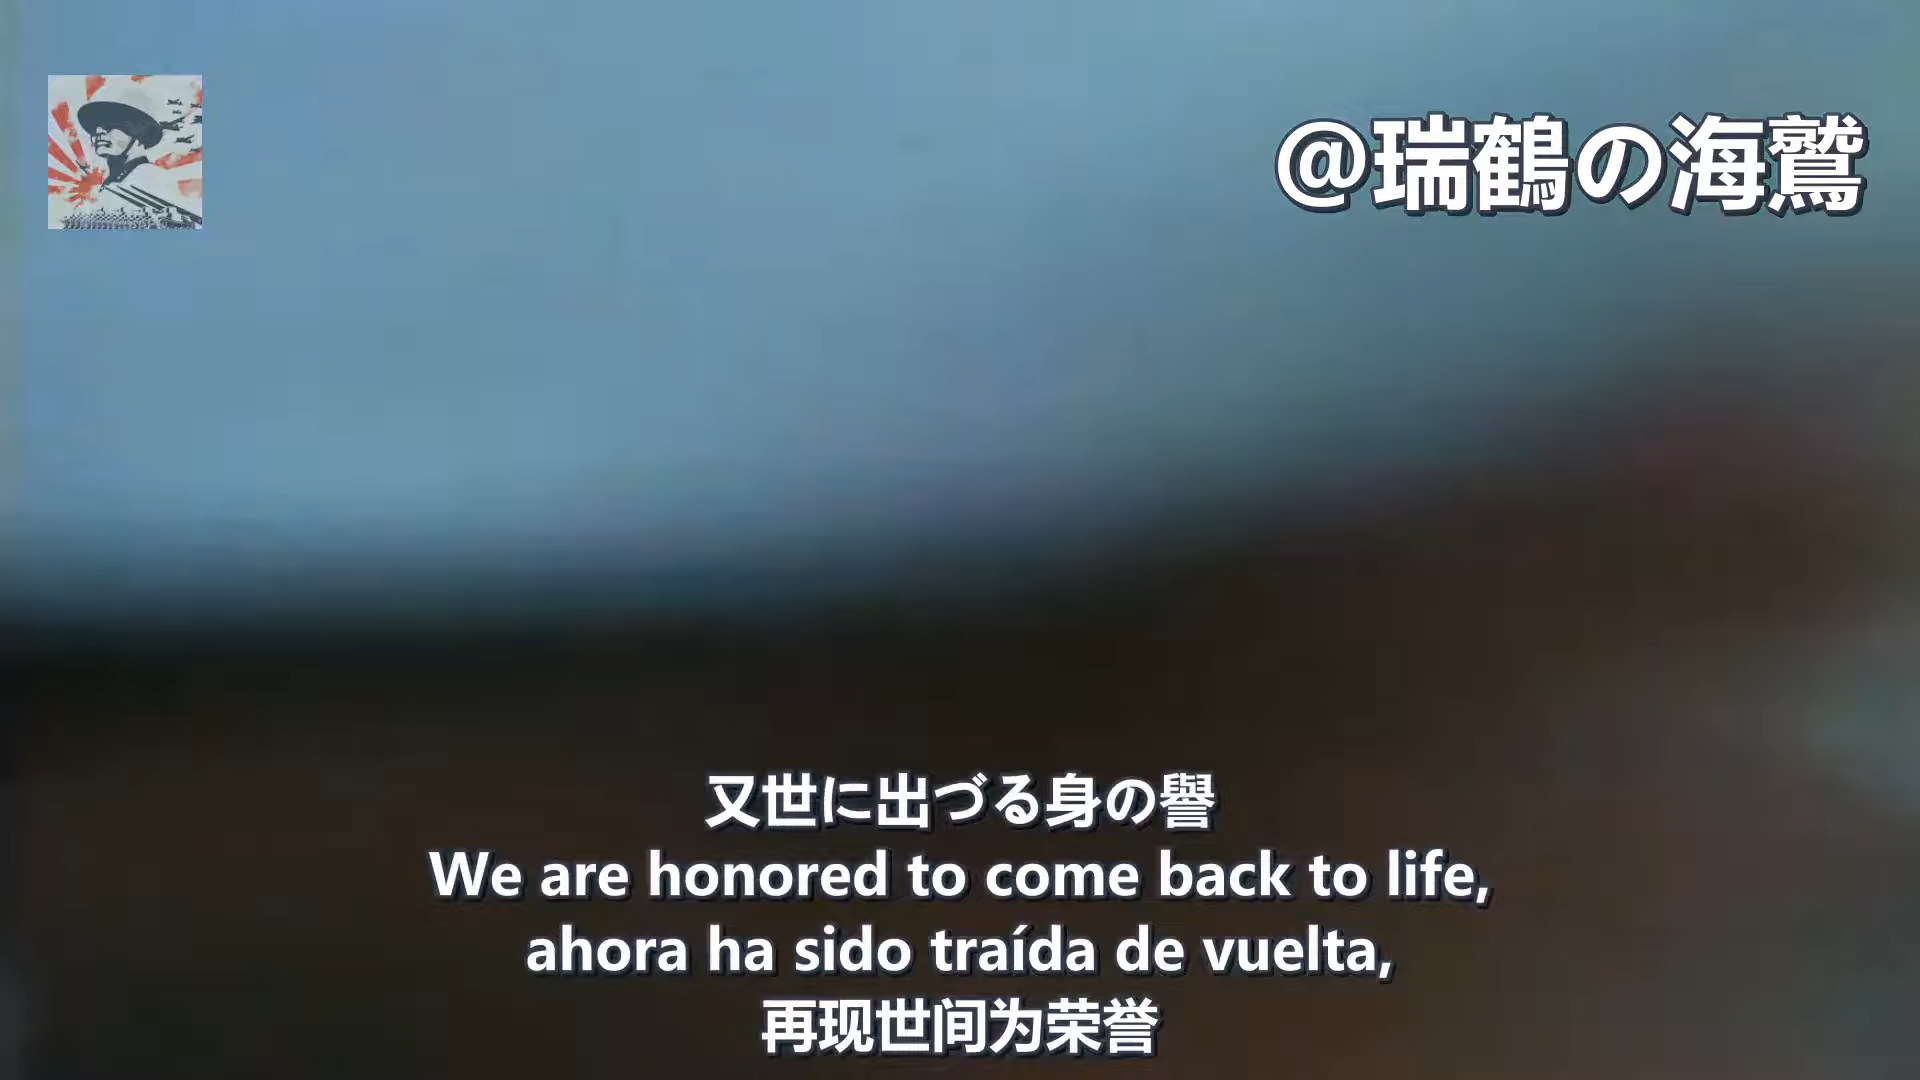 @瑞鶴の海鷲
又世に出づる身の譽
We are honored to come back to life,
ahora ha sido traída de vuelta,
再现世间为荣誉